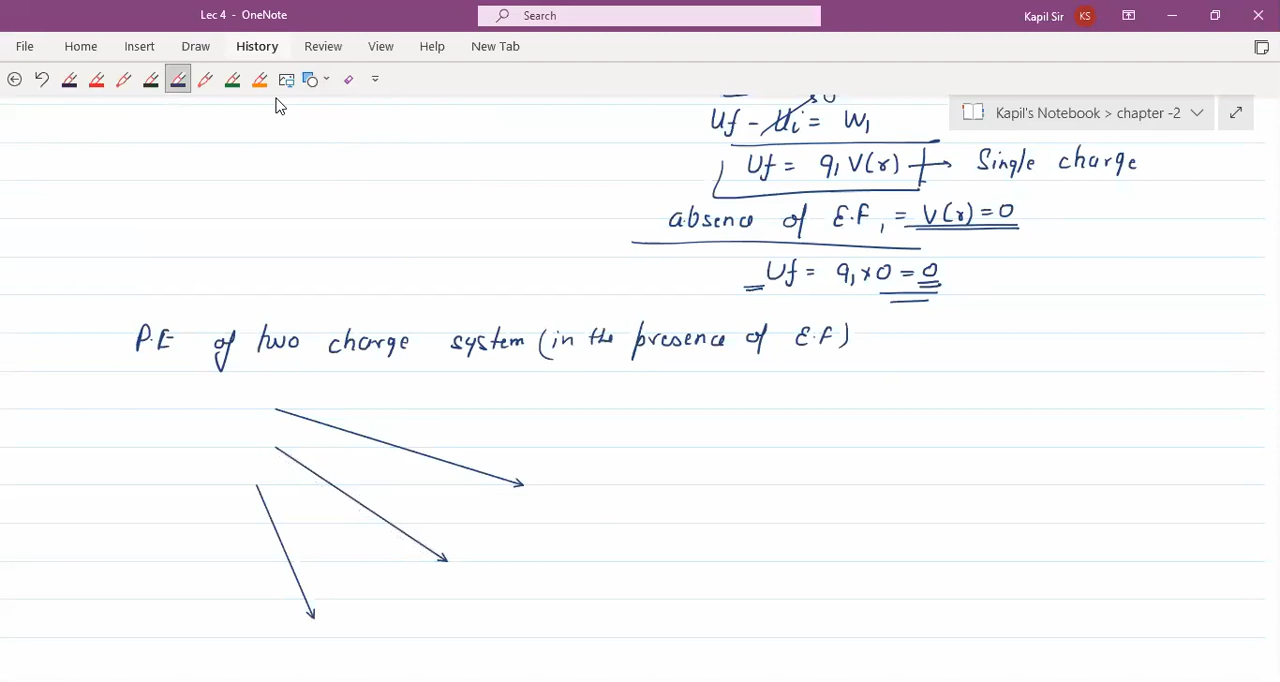 Lec 4 - OneNote
Search
Kapil Sir KS
File Home Insert Draw History Review View Help New Tab
Kapil's Notebook > chapter -2
Uf - Ui = W1
Uf = q1 V(r) → Single charge
absence of E.F, = V(r) = 0
Uf = q1 × 0 = 0
P.E of two charge system (in the presence of E.F)